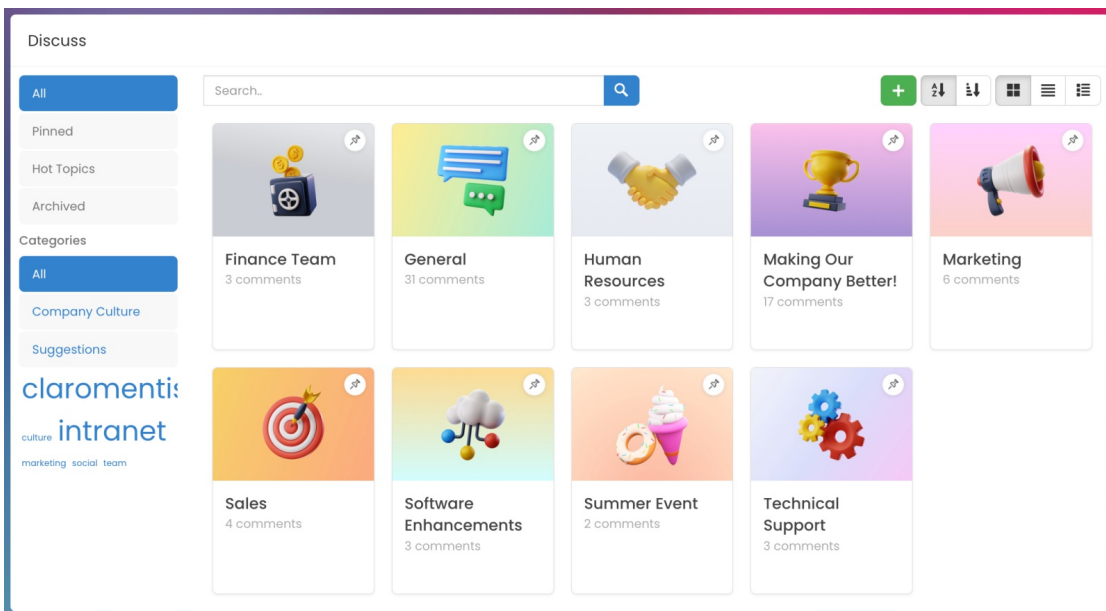 Discuss
All
Pinned
Hot Topics
Archived
Categories
All
Company Culture
Suggestions
claromentis
culture intranet
marketing social team
Search..
Finance Team
3 comments
General
31 comments
Human
Resources
3 comments
Making Our
Company Better!
17 comments
Marketing
6 comments
Sales
4 comments
Software
Enhancements
3 comments
Summer Event
2 comments
Technical
Support
3 comments